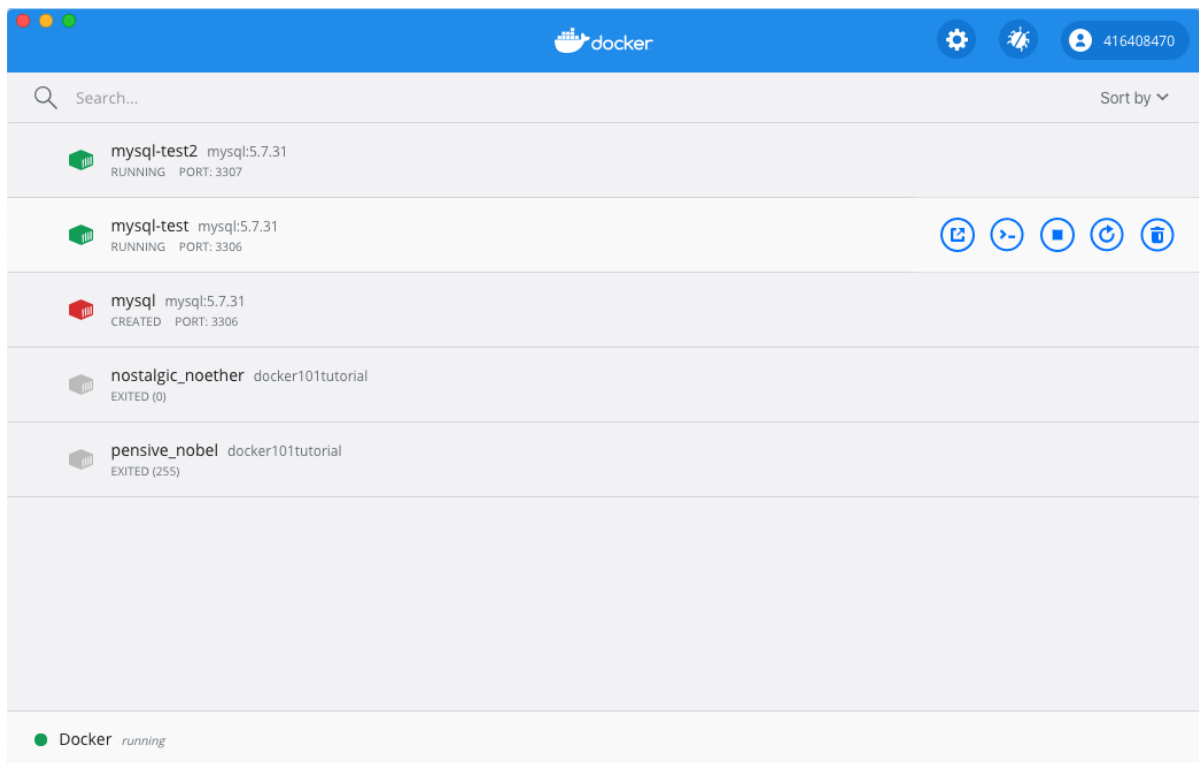 docker
416408470
Search...
Sort by
mysql-test2 mysql:5.7.31
RUNNING PORT: 3307
mysql-test mysql:5.7.31
RUNNING PORT: 3306
mysql mysql:5.7.31
CREATED PORT: 3306
nostalgic_noether docker101tutorial
EXITED (0)
pensive_nobel docker101tutorial
EXITED (255)
Docker running